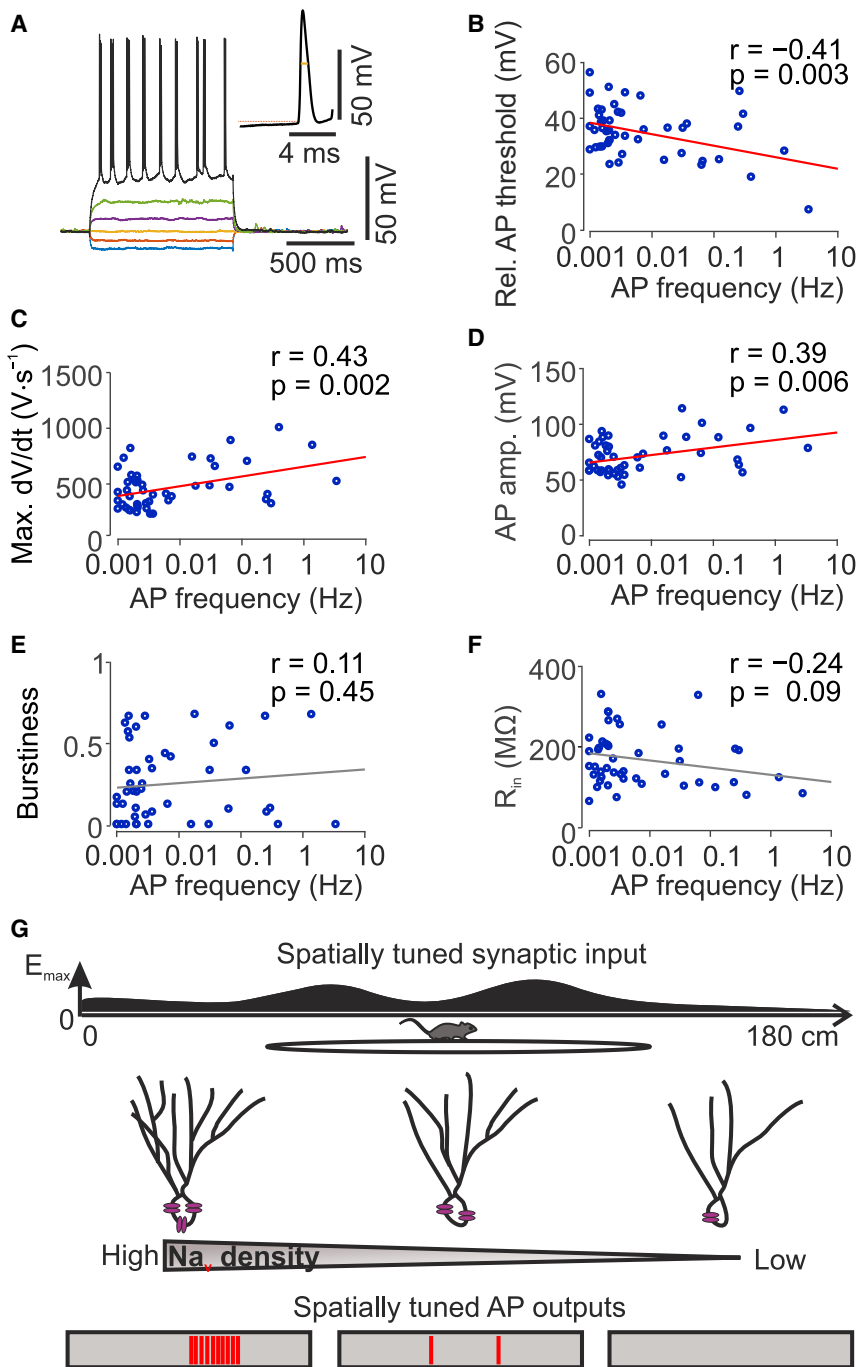 A
50 mV
4 ms
50 mV
500 ms
B
r = −0.41
p = 0.003
Rel. AP threshold (mV)
60
40
20
0
0.001 0.01 0.1 1 10
AP frequency (Hz)
C
r = 0.43
p = 0.002
Max. dV/dt (V·s⁻¹)
1500
1000
500
0
0.001 0.01 0.1 1 10
AP frequency (Hz)
D
r = 0.39
p = 0.006
AP amp. (mV)
150
100
50
0
0.001 0.01 0.1 1 10
AP frequency (Hz)
E
r = 0.11
p = 0.45
Burstiness
1
0.5
0
0.001 0.01 0.1 1 10
AP frequency (Hz)
F
r = −0.24
p = 0.09
R_in (MΩ)
400
200
0
0.001 0.01 0.1 1 10
AP frequency (Hz)
G
Spatially tuned synaptic input
E_max
0
0 180 cm
High Na_v density Low
Spatially tuned AP outputs